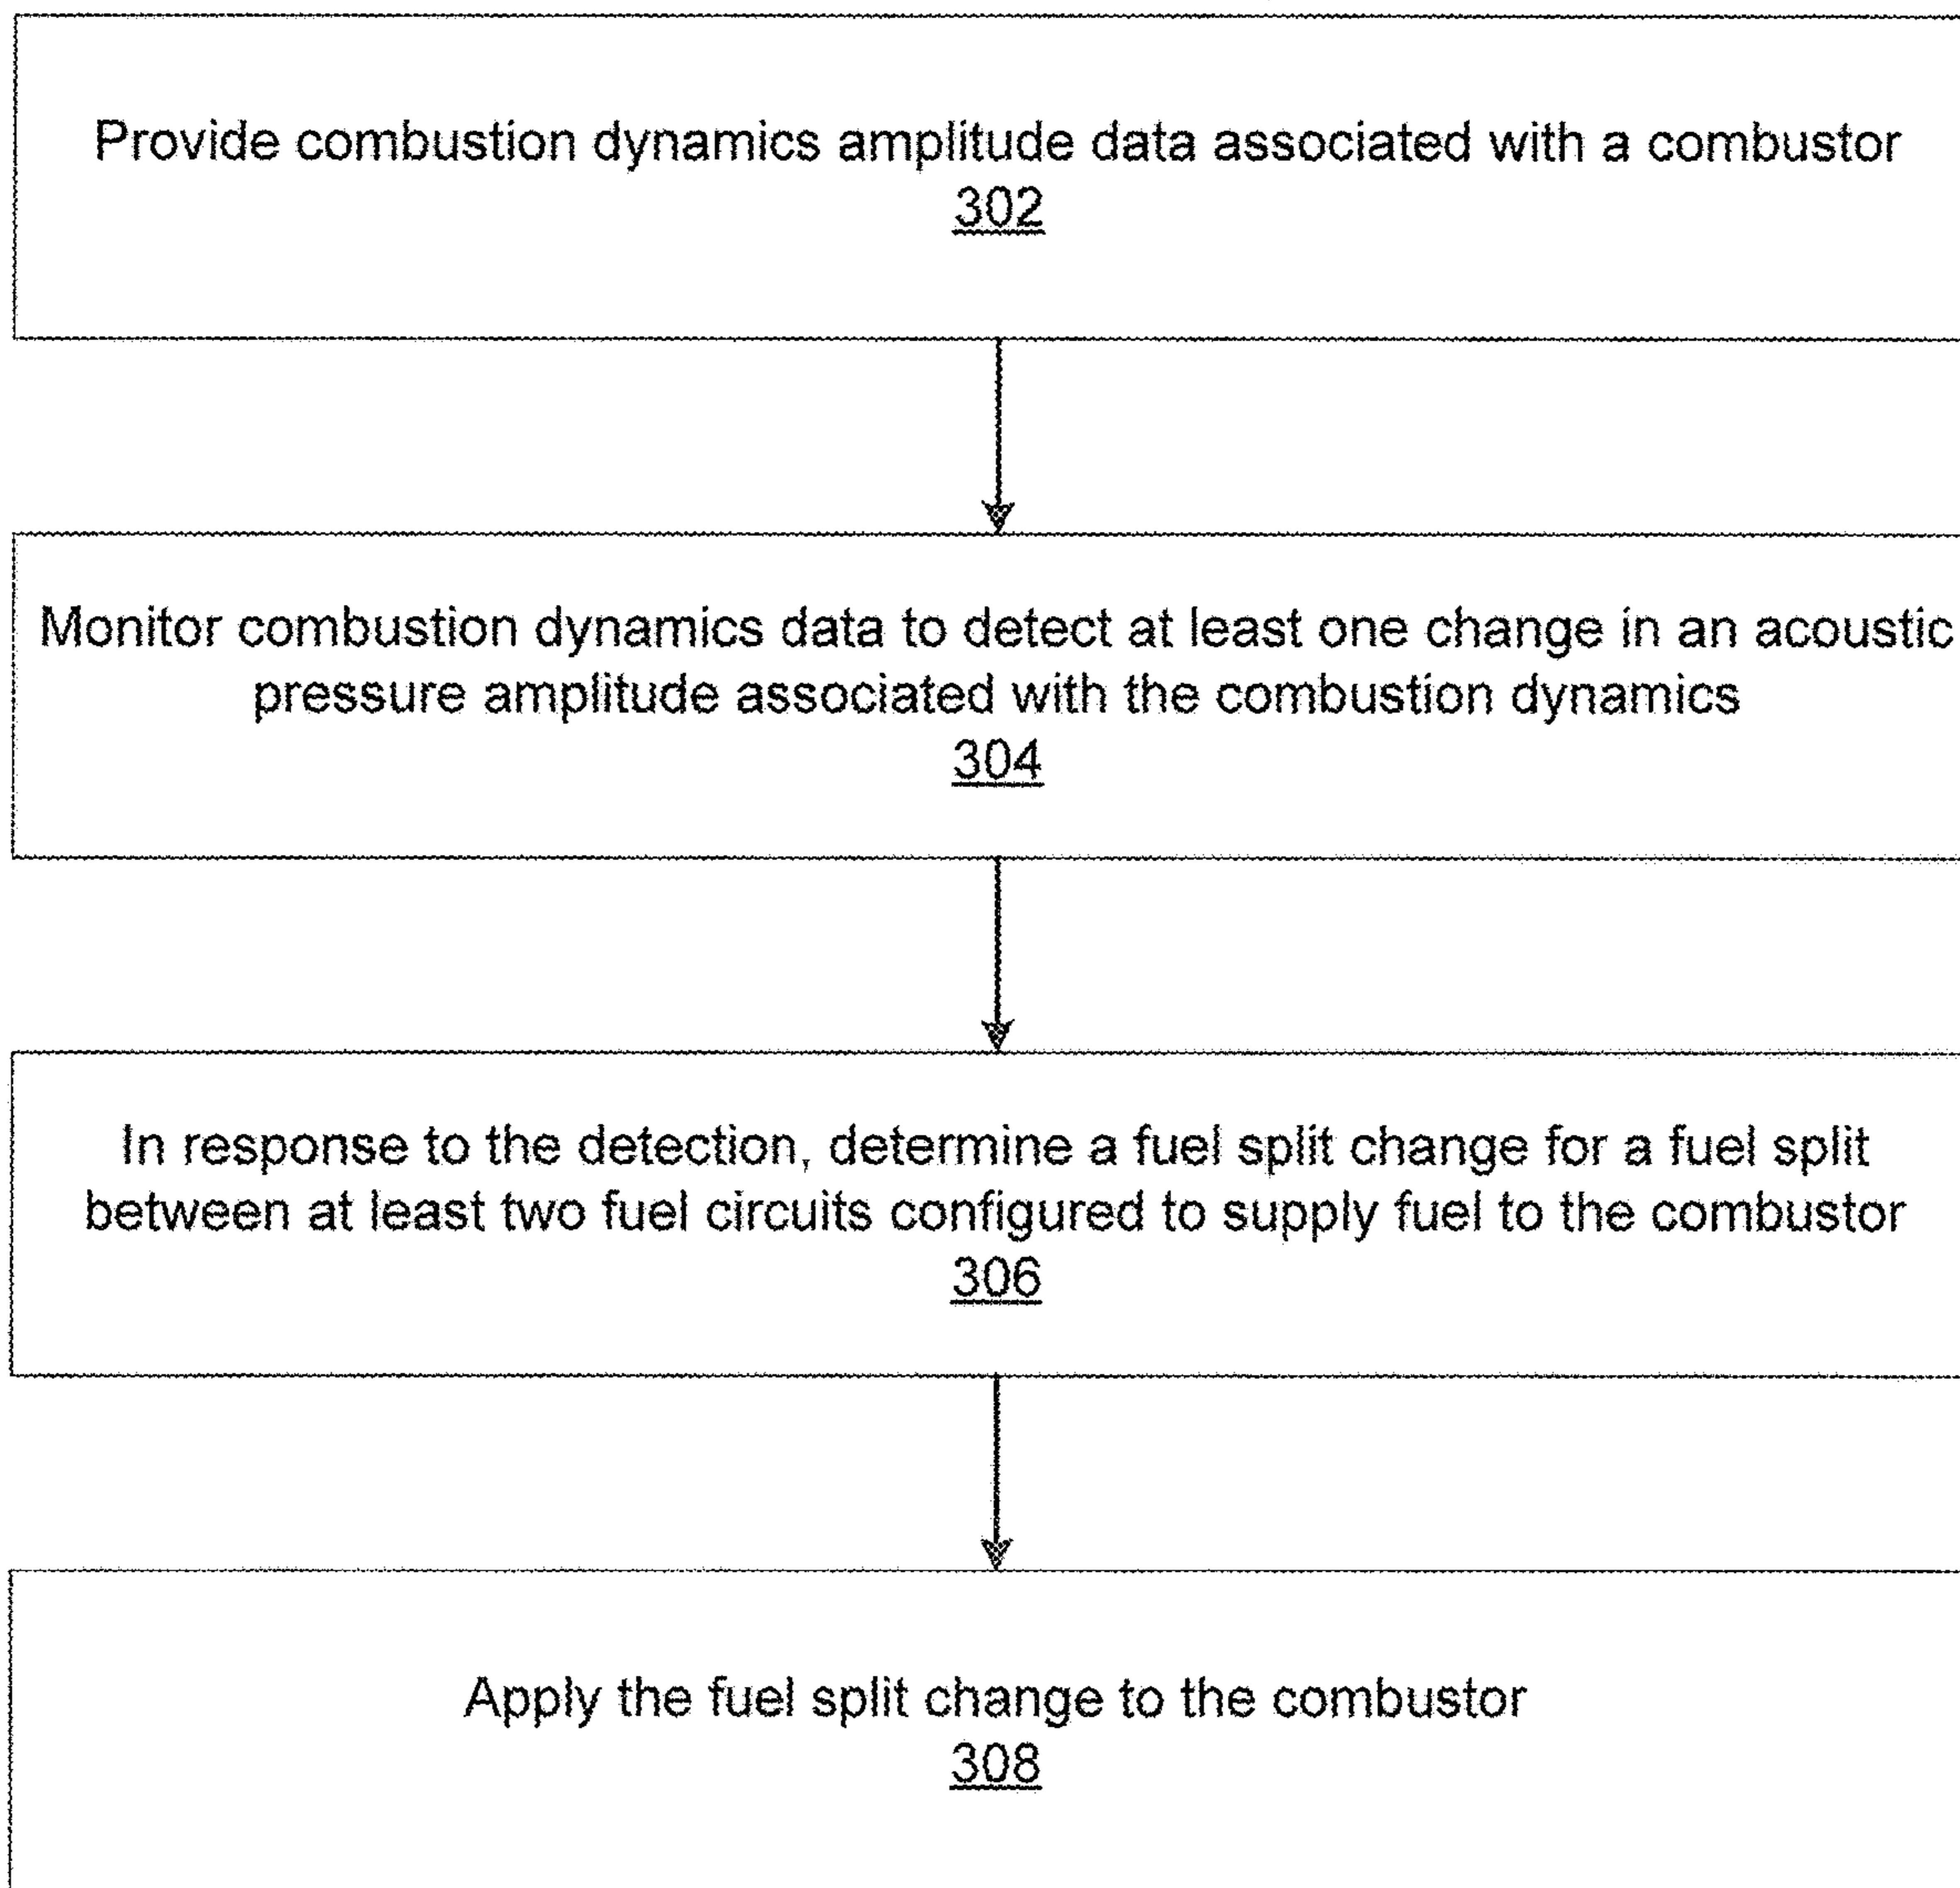 Provide combustion dynamics amplitude data associated with a combustor
302
Monitor combustion dynamics data to detect at least one change in an acoustic
pressure amplitude associated with the combustion dynamics
304
In response to the detection, determine a fuel split change for a fuel split
between at least two fuel circuits configured to supply fuel to the combustor
306
Apply the fuel split change to the combustor
308